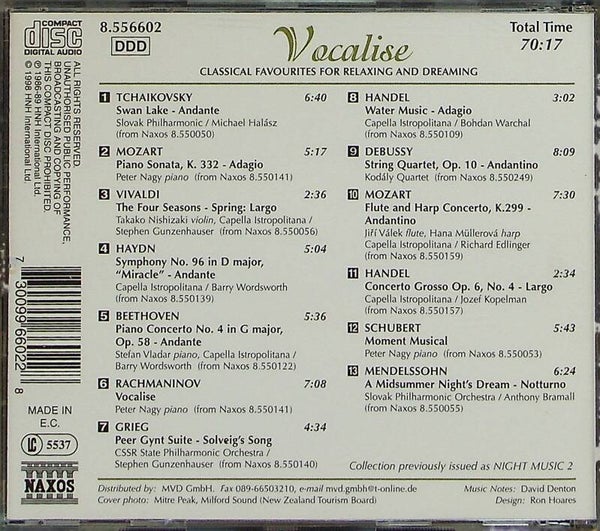 COMPACT
disc
DIGITAL AUDIO
8.556602
DDD
Vocalise
CLASSICAL FAVOURITES FOR RELAXING AND DREAMING
Total Time
70:17
ALL RIGHTS RESERVED.
UNAUTHORISED PUBLIC PERFORMANCE,
BROADCASTING AND COPYING OF
THIS COMPACT DISC PROHIBITED.
℗ 1986-89 HNH International Ltd.
© 1998 HNH International Ltd.
7 30099 66022 8
MADE IN
E.C.
LC 5537
NAXOS
1 TCHAIKOVSKY 6:40
Swan Lake - Andante
Slovak Philharmonic / Michael Halász
(from Naxos 8.550050)
2 MOZART 5:17
Piano Sonata, K. 332 - Adagio
Peter Nagy piano (from Naxos 8.550141)
3 VIVALDI 2:36
The Four Seasons - Spring: Largo
Takako Nishizaki violin, Capella Istropolitana /
Stephen Gunzenhauser (from Naxos 8.550056)
4 HAYDN 5:04
Symphony No. 96 in D major,
"Miracle" - Andante
Capella Istropolitana / Barry Wordsworth
(from Naxos 8.550139)
5 BEETHOVEN 5:36
Piano Concerto No. 4 in G major,
Op. 58 - Andante
Stefan Vladar piano, Capella Istropolitana /
Barry Wordsworth (from Naxos 8.550122)
6 RACHMANINOV 7:08
Vocalise
Peter Nagy piano (from Naxos 8.550141)
7 GRIEG 4:34
Peer Gynt Suite - Solveig's Song
CSSR State Philharmonic Orchestra /
Stephen Gunzenhauser (from Naxos 8.550140)
8 HANDEL 3:02
Water Music - Adagio
Capella Istropolitana / Bohdan Warchal
(from Naxos 8.550109)
9 DEBUSSY 8:09
String Quartet, Op. 10 - Andantino
Kodály Quartet (from Naxos 8.550249)
10 MOZART 7:30
Flute and Harp Concerto, K.299 -
Andantino
Jiří Válek flute, Hana Müllerová harp
Capella Istropolitana / Richard Edlinger
(from Naxos 8.550159)
11 HANDEL 2:34
Concerto Grosso Op. 6, No. 4 - Largo
Capella Istropolitana / Jozef Kopelman
(from Naxos 8.550157)
12 SCHUBERT 5:43
Moment Musical
Peter Nagy piano (from Naxos 8.550053)
13 MENDELSSOHN 6:24
A Midsummer Night's Dream - Notturno
Slovak Philharmonic Orchestra / Anthony Bramall
(from Naxos 8.550055)
Collection previously issued as NIGHT MUSIC 2
Distributed by: MVD GmbH. Fax 089-66503210, e-mail mvd.gmbh@t-online.de
Cover photo: Mitre Peak, Milford Sound (New Zealand Tourism Board)
Music Notes: David Denton
Design: Ron Hoares